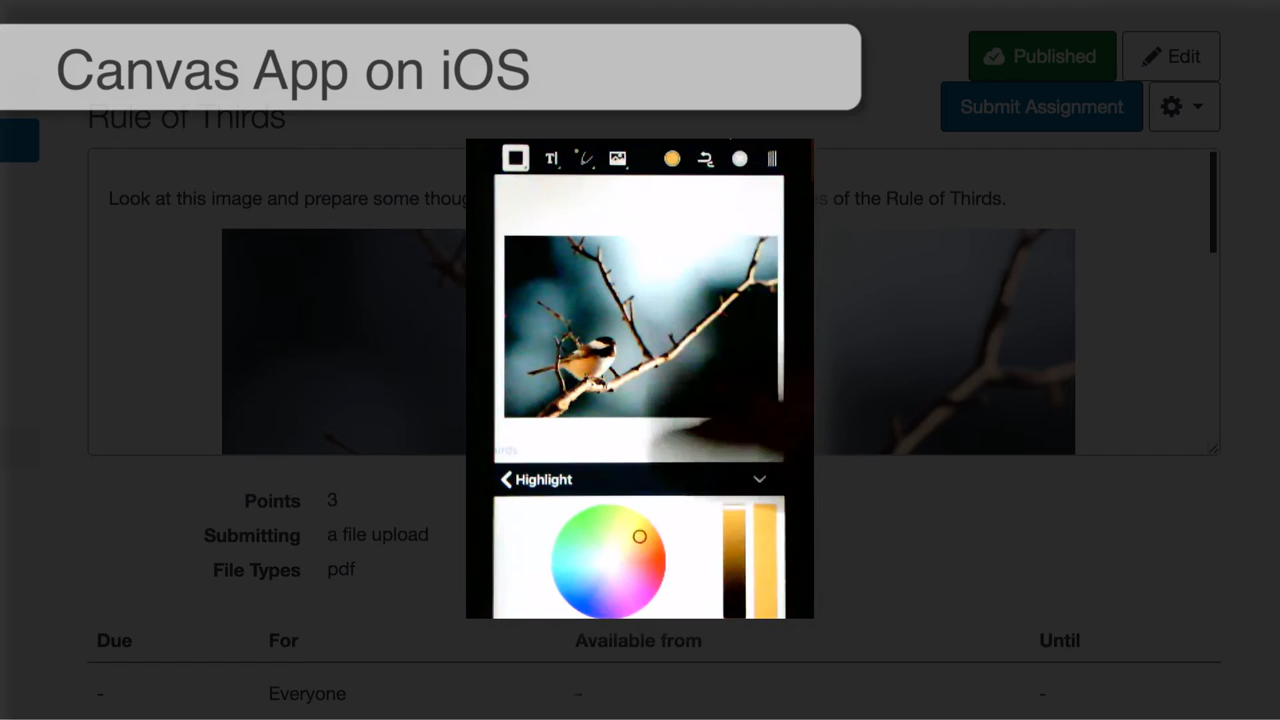 Canvas App on iOS
Published
Edit
Rule of Thirds
Submit Assignment
T|
Look at this image and prepare some
s of the Rule of Thirds.
Highlight
Points 3
Submitting a file upload
File Types pdf
Due For Available from Until
- Everyone - -